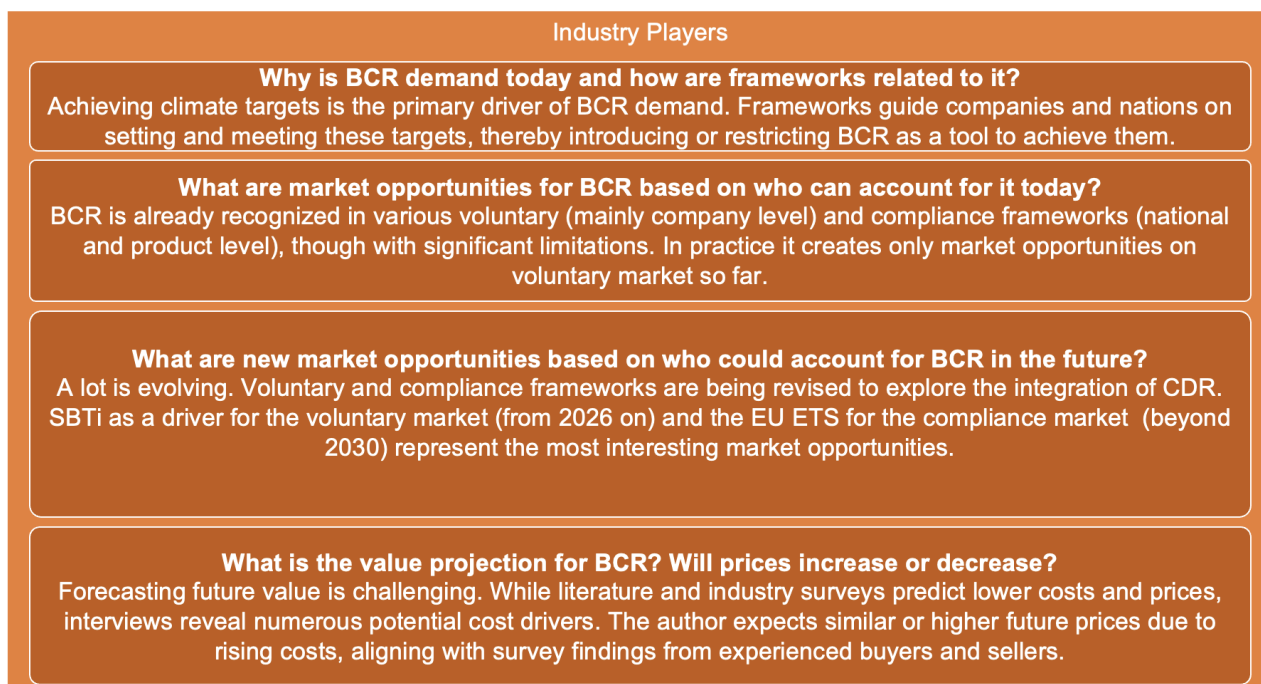 Industry Players
Why is BCR demand today and how are frameworks related to it?
Achieving climate targets is the primary driver of BCR demand. Frameworks guide companies and nations on
setting and meeting these targets, thereby introducing or restricting BCR as a tool to achieve them.
What are market opportunities for BCR based on who can account for it today?
BCR is already recognized in various voluntary (mainly company level) and compliance frameworks (national
and product level), though with significant limitations. In practice it creates only market opportunities on
voluntary market so far.
What are new market opportunities based on who could account for BCR in the future?
A lot is evolving. Voluntary and compliance frameworks are being revised to explore the integration of CDR.
SBTi as a driver for the voluntary market (from 2026 on) and the EU ETS for the compliance market  (beyond
2030) represent the most interesting market opportunities.
What is the value projection for BCR? Will prices increase or decrease?
Forecasting future value is challenging. While literature and industry surveys predict lower costs and prices,
interviews reveal numerous potential cost drivers. The author expects similar or higher future prices due to
rising costs, aligning with survey findings from experienced buyers and sellers.